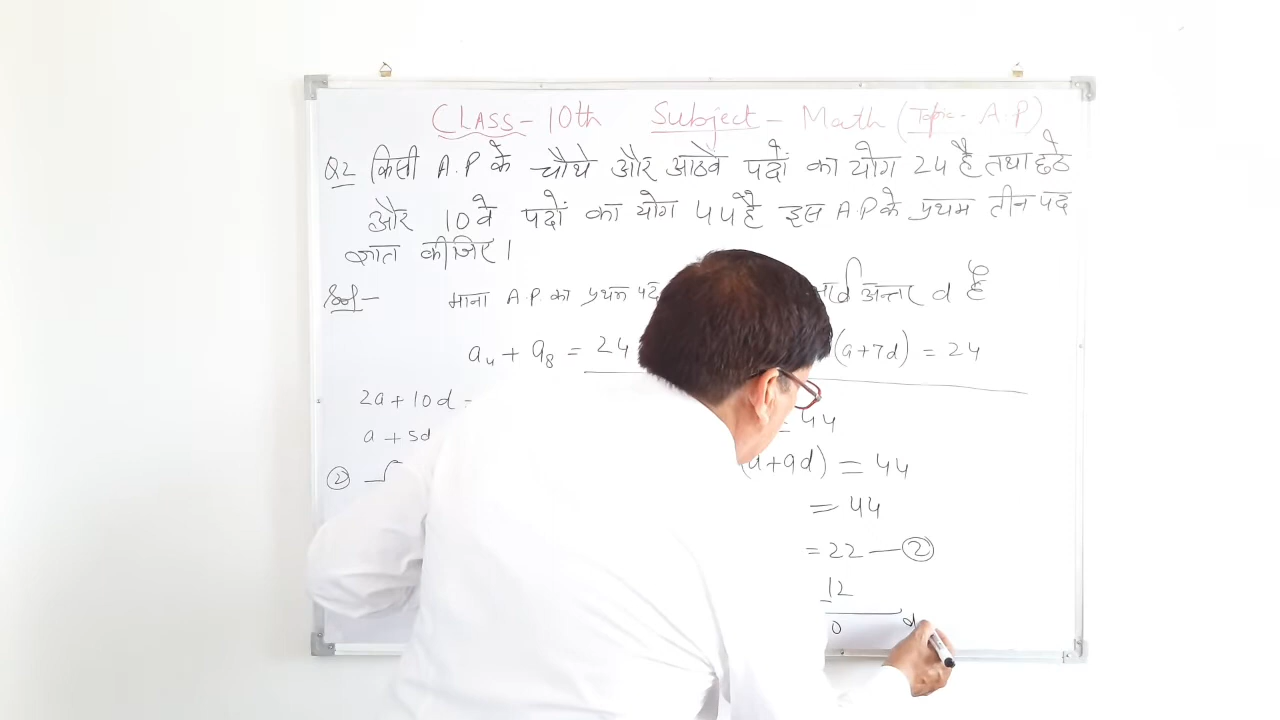 CLASS-10th Subject- Math (Topic- A.P)
Q2 किसी A.P के चौथे और आठवें पदों का योग 24 है तथा छठे
और 10वें पदों का योग 44 है इस A.P के प्रथम तीन पद
ज्ञात कीजिए।
Sol- माना A.P का प्रथम पद अन्तर d है
a₄ + a₈ = 24 (a+7d) = 24
2a + 10d = 44
a + 5d (a+9d) = 44
② = 44
= 22 — ②
12
0 d